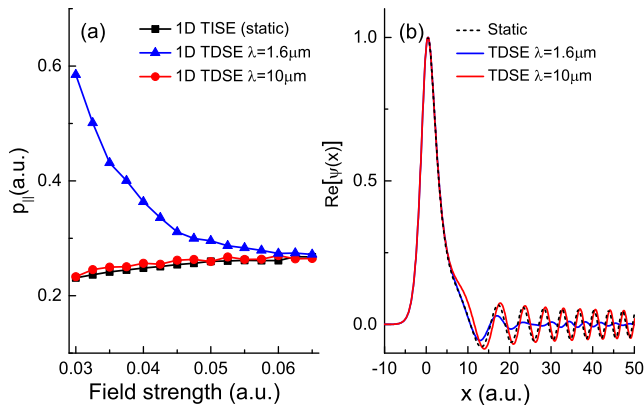 (a)
1D TISE (static)
1D TDSE λ=1.6μm
1D TDSE λ=10μm
0.6
0.4
0.2
p||(a.u.)
0.03 0.04 0.05 0.06
Field strength (a.u.)
(b)
Static
TDSE λ=1.6μm
TDSE λ=10μm
1.0
0.5
0.0
Re[ψ(x)]
-10 0 10 20 30 40 50
x (a.u.)